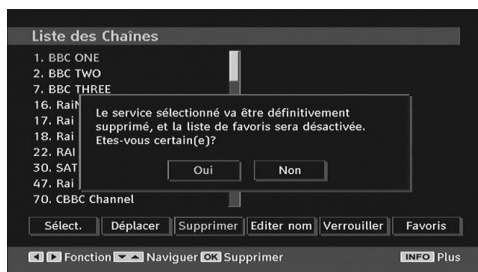 Liste des Chaînes
1. BBC ONE
2. BBC TWO
7. BBC THREE
16. Rai
17. Rai
18. Rai
22. RAI
30. SAT
47. Rai
70. CBBC Channel
Le service sélectionné va être définitivement
supprimé, et la liste de favoris sera désactivée.
Etes-vous certain(e)?
Oui Non
Sélect. Déplacer Supprimer Editer nom Verrouiller Favoris
Fonction Naviguer OK Supprimer INFO Plus